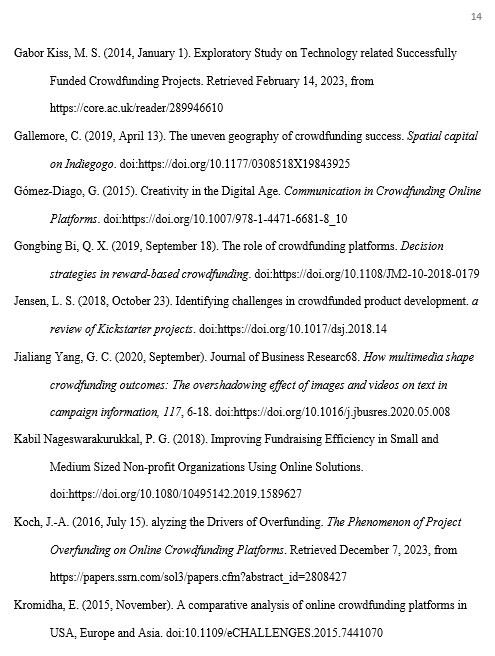 14
Gabor Kiss, M. S. (2014, January 1). Exploratory Study on Technology related Successfully
Funded Crowdfunding Projects. Retrieved February 14, 2023, from
https://core.ac.uk/reader/289946610
Gallemore, C. (2019, April 13). The uneven geography of crowdfunding success. Spatial capital
on Indiegogo. doi:https://doi.org/10.1177/0308518X19843925
Gómez-Diago, G. (2015). Creativity in the Digital Age. Communication in Crowdfunding Online
Platforms. doi:https://doi.org/10.1007/978-1-4471-6681-8_10
Gongbing Bi, Q. X. (2019, September 18). The role of crowdfunding platforms. Decision
strategies in reward-based crowdfunding. doi:https://doi.org/10.1108/JM2-10-2018-0179
Jensen, L. S. (2018, October 23). Identifying challenges in crowdfunded product development. a
review of Kickstarter projects. doi:https://doi.org/10.1017/dsj.2018.14
Jialiang Yang, G. C. (2020, September). Journal of Business Researc68. How multimedia shape
crowdfunding outcomes: The overshadowing effect of images and videos on text in
campaign information, 117, 6-18. doi:https://doi.org/10.1016/j.jbusres.2020.05.008
Kabil Nageswarakurukkal, P. G. (2018). Improving Fundraising Efficiency in Small and
Medium Sized Non-profit Organizations Using Online Solutions.
doi:https://doi.org/10.1080/10495142.2019.1589627
Koch, J.-A. (2016, July 15). alyzing the Drivers of Overfunding. The Phenomenon of Project
Overfunding on Online Crowdfunding Platforms. Retrieved December 7, 2023, from
https://papers.ssrn.com/sol3/papers.cfm?abstract_id=2808427
Kromidha, E. (2015, November). A comparative analysis of online crowdfunding platforms in
USA, Europe and Asia. doi:10.1109/eCHALLENGES.2015.7441070